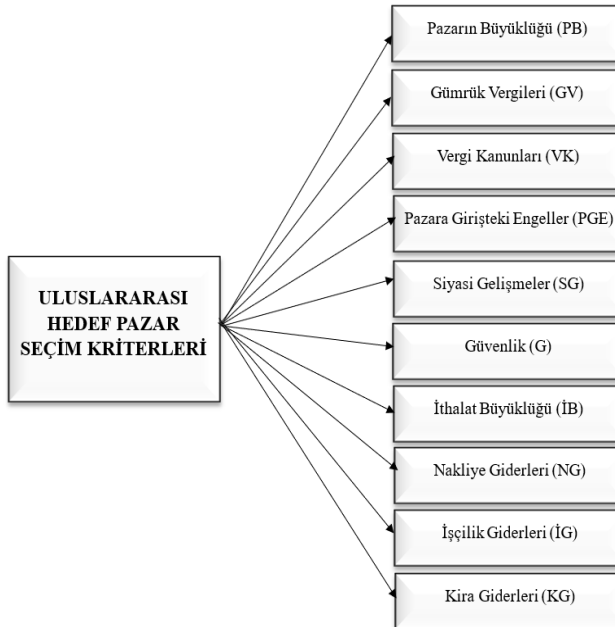 Pazarın Büyüklüğü (PB)
Gümrük Vergileri (GV)
Vergi Kanunları (VK)
Pazara Girişteki Engeller (PGE)
ULUSLARARASI
HEDEF PAZAR
SEÇİM KRİTERLERİ
Siyasi Gelişmeler (SG)
Güvenlik (G)
İthalat Büyüklüğü (İB)
Nakliye Giderleri (NG)
İşçilik Giderleri (İG)
Kira Giderleri (KG)